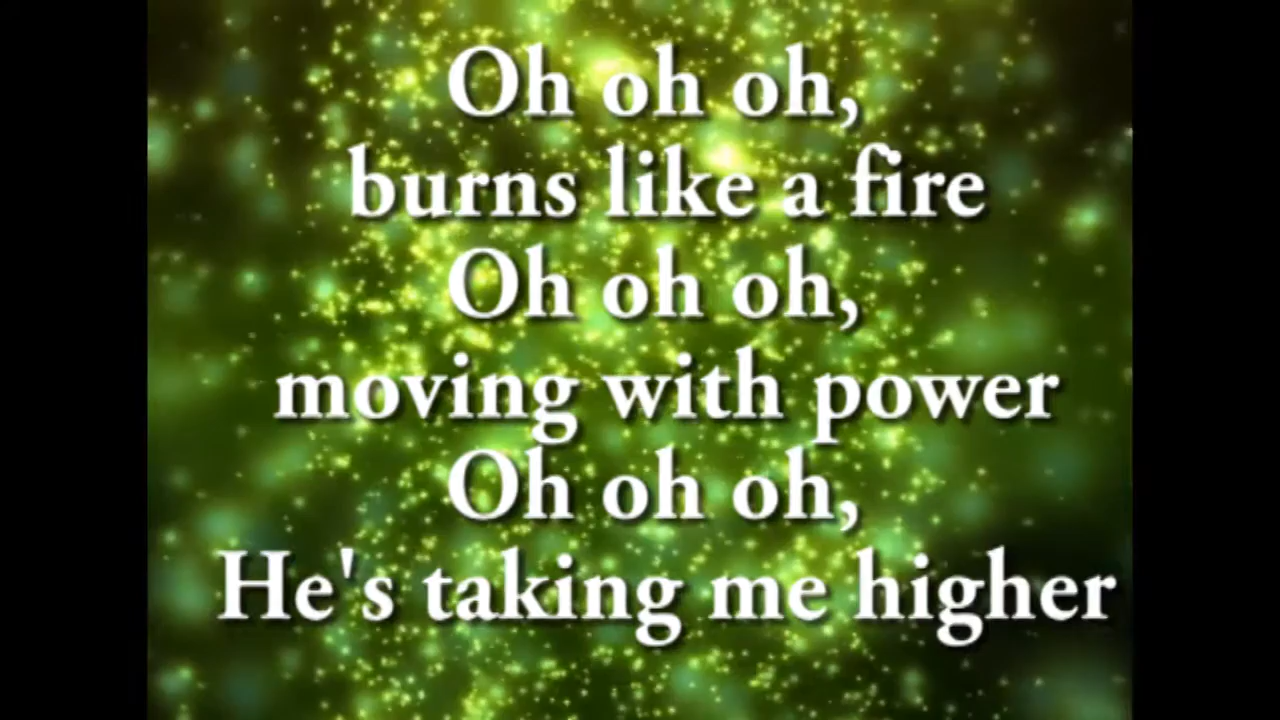 Oh oh oh,
burns like a fire
Oh oh oh,
moving with power
Oh oh oh,
He's taking me higher